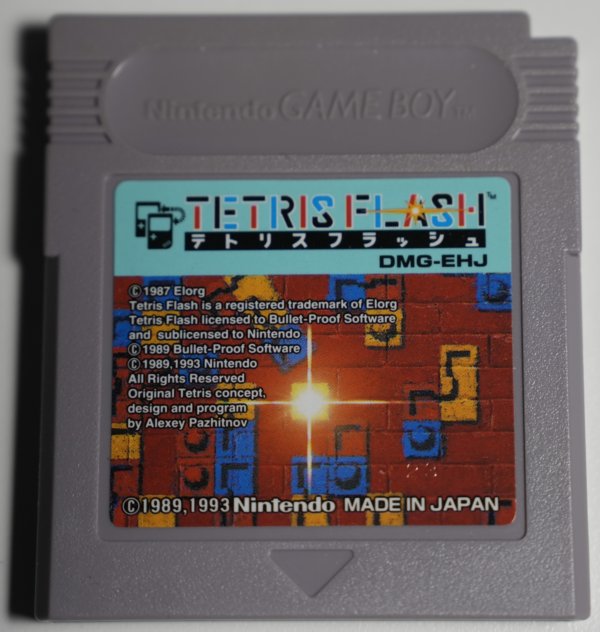 Nintendo GAME BOY™
TETRIS FLASH™
テトリスフラッシュ
DMG-EHJ
©1987 Elorg
Tetris Flash is a registered trademark of Elorg
Tetris Flash licensed to Bullet-Proof Software
and sublicensed to Nintendo
©1989 Bullet-Proof Software
©1989,1993 Nintendo
All Rights Reserved
Original Tetris concept,
design and program
by Alexey Pazhitnov
©1989,1993 Nintendo MADE IN JAPAN